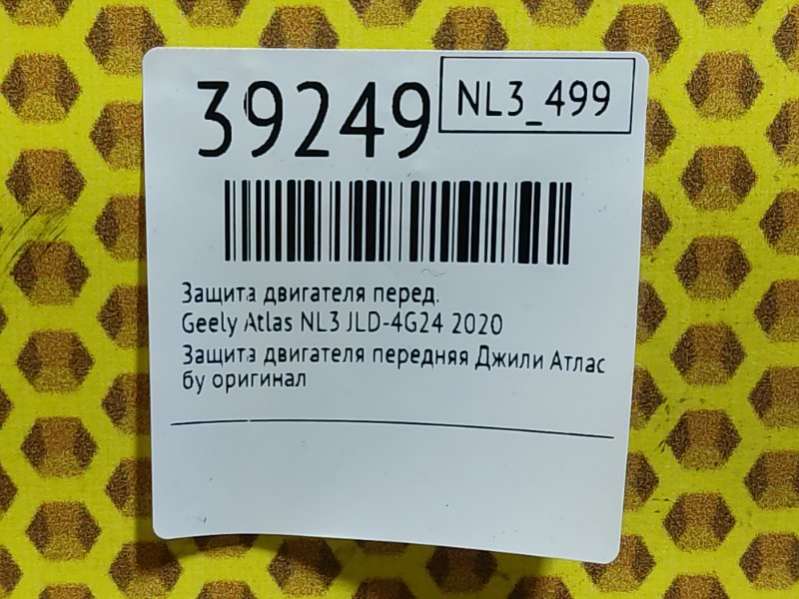 39249
NL3_499
Защита двигателя перед.
Geely Atlas NL3 JLD-4G24 2020
Защита двигателя передняя Джили Атлас
бу оригинал